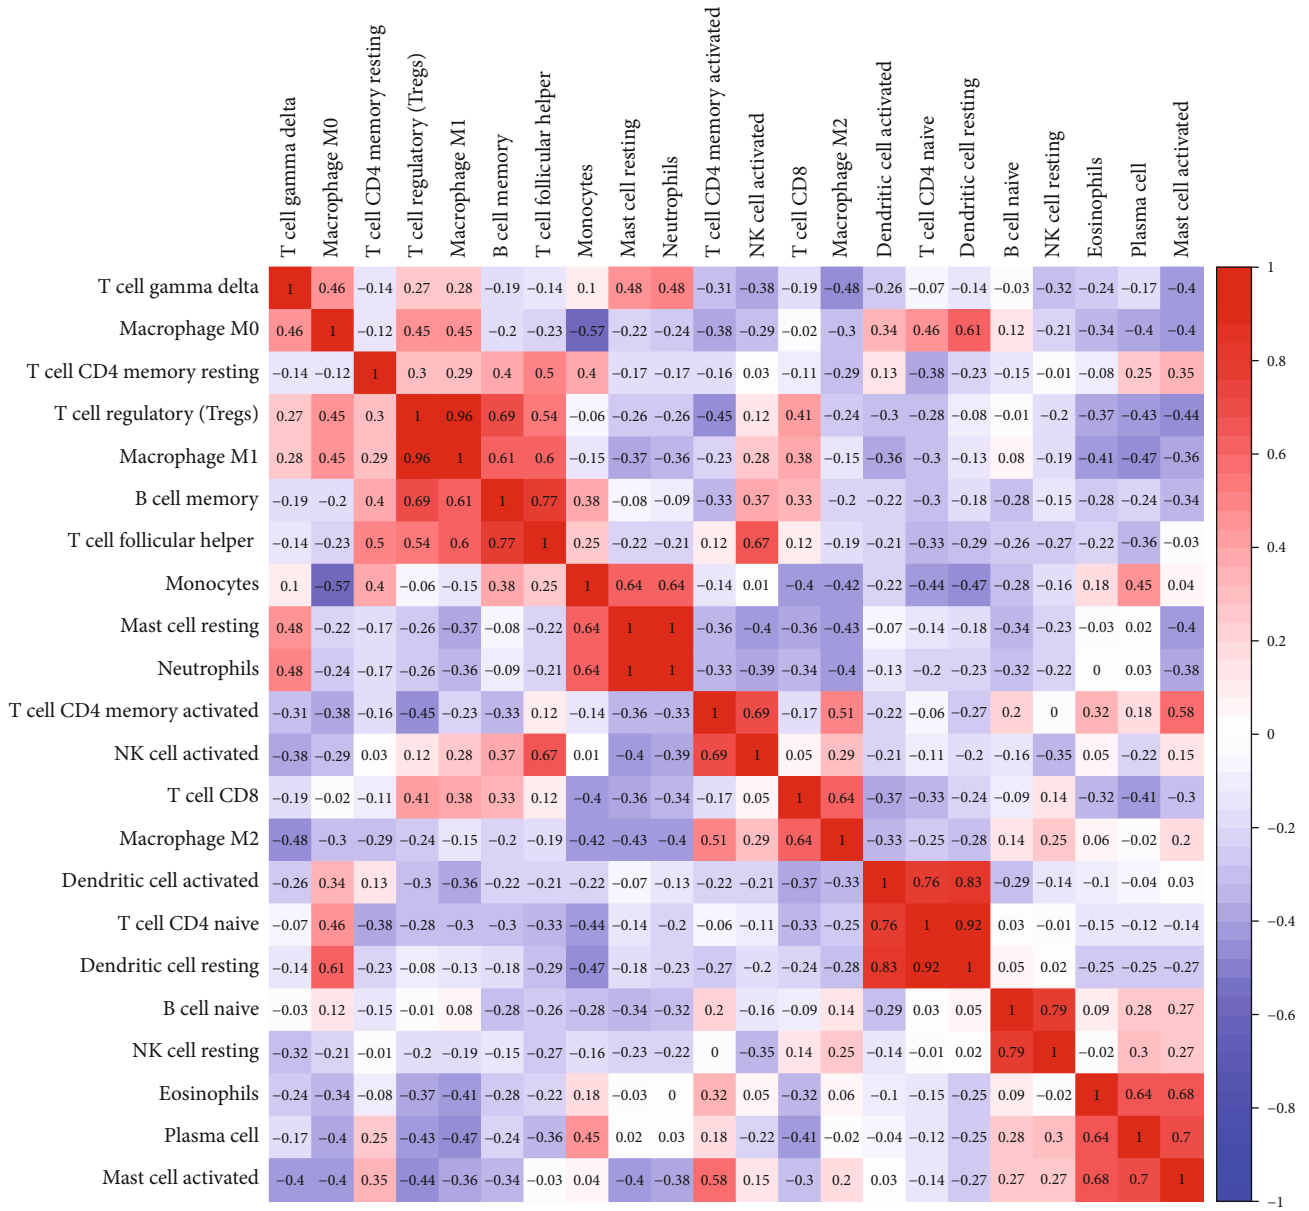 T cell gamma delta
Macrophage M0
T cell CD4 memory resting
T cell regulatory (Tregs)
Macrophage M1
B cell memory
T cell follicular helper
Monocytes
Mast cell resting
Neutrophils
T cell CD4 memory activated
NK cell activated
T cell CD8
Macrophage M2
Dendritic cell activated
T cell CD4 naive
Dendritic cell resting
B cell naive
NK cell resting
Eosinophils
Plasma cell
Mast cell activated
T cell gamma delta 1 0.46 −0.14 0.27 0.28 −0.19 −0.14 0.1 0.48 0.48 −0.31 −0.38 −0.19 −0.48 −0.26 −0.07 −0.14 −0.03 −0.32 −0.24 −0.17 −0.4
Macrophage M0 0.46 1 −0.12 0.45 0.45 −0.2 −0.23 −0.57 −0.22 −0.24 −0.38 −0.29 −0.02 −0.3 0.34 0.46 0.61 0.12 −0.21 −0.34 −0.4 −0.4
T cell CD4 memory resting −0.14 −0.12 1 0.3 0.29 0.4 0.5 0.4 −0.17 −0.17 −0.16 0.03 −0.11 −0.29 0.13 −0.38 −0.23 −0.15 −0.01 −0.08 0.25 0.35
T cell regulatory (Tregs) 0.27 0.45 0.3 1 0.96 0.69 0.54 −0.06 −0.26 −0.26 −0.45 0.12 0.41 −0.24 −0.3 −0.28 −0.08 −0.01 −0.2 −0.37 −0.43 −0.44
Macrophage M1 0.28 0.45 0.29 0.96 1 0.61 0.6 −0.15 −0.37 −0.36 −0.23 0.28 0.38 −0.15 −0.36 −0.3 −0.13 0.08 −0.19 −0.41 −0.47 −0.36
B cell memory −0.19 −0.2 0.4 0.69 0.61 1 0.77 0.38 −0.08 −0.09 −0.33 0.37 0.33 −0.2 −0.22 −0.3 −0.18 −0.28 −0.15 −0.28 −0.24 −0.34
T cell follicular helper −0.14 −0.23 0.5 0.54 0.6 0.77 1 0.25 −0.22 −0.21 0.12 0.67 0.12 −0.19 −0.21 −0.33 −0.29 −0.26 −0.27 −0.22 −0.36 −0.03
Monocytes 0.1 −0.57 0.4 −0.06 −0.15 0.38 0.25 1 0.64 0.64 −0.14 0.01 −0.4 −0.42 −0.22 −0.44 −0.47 −0.28 −0.16 0.18 0.45 0.04
Mast cell resting 0.48 −0.22 −0.17 −0.26 −0.37 −0.08 −0.22 0.64 1 1 −0.36 −0.4 −0.36 −0.43 −0.07 −0.14 −0.18 −0.34 −0.23 −0.03 0.02 −0.4
Neutrophils 0.48 −0.24 −0.17 −0.26 −0.36 −0.09 −0.21 0.64 1 1 −0.33 −0.39 −0.34 −0.4 −0.13 −0.2 −0.23 −0.32 −0.22 0 0.03 −0.38
T cell CD4 memory activated −0.31 −0.38 −0.16 −0.45 −0.23 −0.33 0.12 −0.14 −0.36 −0.33 1 0.69 −0.17 0.51 −0.22 −0.06 −0.27 0.2 0 0.32 0.18 0.58
NK cell activated −0.38 −0.29 0.03 0.12 0.28 0.37 0.67 0.01 −0.4 −0.39 0.69 1 0.05 0.29 −0.21 −0.11 −0.2 −0.16 −0.35 0.05 −0.22 0.15
T cell CD8 −0.19 −0.02 −0.11 0.41 0.38 0.33 0.12 −0.4 −0.36 −0.34 −0.17 0.05 1 0.64 −0.37 −0.33 −0.24 −0.09 0.14 −0.32 −0.41 −0.3
Macrophage M2 −0.48 −0.3 −0.29 −0.24 −0.15 −0.2 −0.19 −0.42 −0.43 −0.4 0.51 0.29 0.64 1 −0.33 −0.25 −0.28 0.14 0.25 0.06 −0.02 0.2
Dendritic cell activated −0.26 0.34 0.13 −0.3 −0.36 −0.22 −0.21 −0.22 −0.07 −0.13 −0.22 −0.21 −0.37 −0.33 1 0.76 0.83 −0.29 −0.14 −0.1 −0.04 0.03
T cell CD4 naive −0.07 0.46 −0.38 −0.28 −0.3 −0.3 −0.33 −0.44 −0.14 −0.2 −0.06 −0.11 −0.33 −0.25 0.76 1 0.92 0.03 −0.01 −0.15 −0.12 −0.14
Dendritic cell resting −0.14 0.61 −0.23 −0.08 −0.13 −0.18 −0.29 −0.47 −0.18 −0.23 −0.27 −0.2 −0.24 −0.28 0.83 0.92 1 0.05 0.02 −0.25 −0.25 −0.27
B cell naive −0.03 0.12 −0.15 −0.01 0.08 −0.28 −0.26 −0.28 −0.34 −0.32 0.2 −0.16 −0.09 0.14 −0.29 0.03 0.05 1 0.79 0.09 0.28 0.27
NK cell resting −0.32 −0.21 −0.01 −0.2 −0.19 −0.15 −0.27 −0.16 −0.23 −0.22 0 −0.35 0.14 0.25 −0.14 −0.01 0.02 0.79 1 −0.02 0.3 0.27
Eosinophils −0.24 −0.34 −0.08 −0.37 −0.41 −0.28 −0.22 0.18 −0.03 0 0.32 0.05 −0.32 0.06 −0.1 −0.15 −0.25 0.09 −0.02 1 0.64 0.68
Plasma cell −0.17 −0.4 0.25 −0.43 −0.47 −0.24 −0.36 0.45 0.02 0.03 0.18 −0.22 −0.41 −0.02 −0.04 −0.12 −0.25 0.28 0.3 0.64 1 0.7
Mast cell activated −0.4 −0.4 0.35 −0.44 −0.36 −0.34 −0.03 0.04 −0.4 −0.38 0.58 0.15 −0.3 0.2 0.03 −0.14 −0.27 0.27 0.27 0.68 0.7 1
1
0.8
0.6
0.4
0.2
0
−0.2
−0.4
−0.6
−0.8
−1